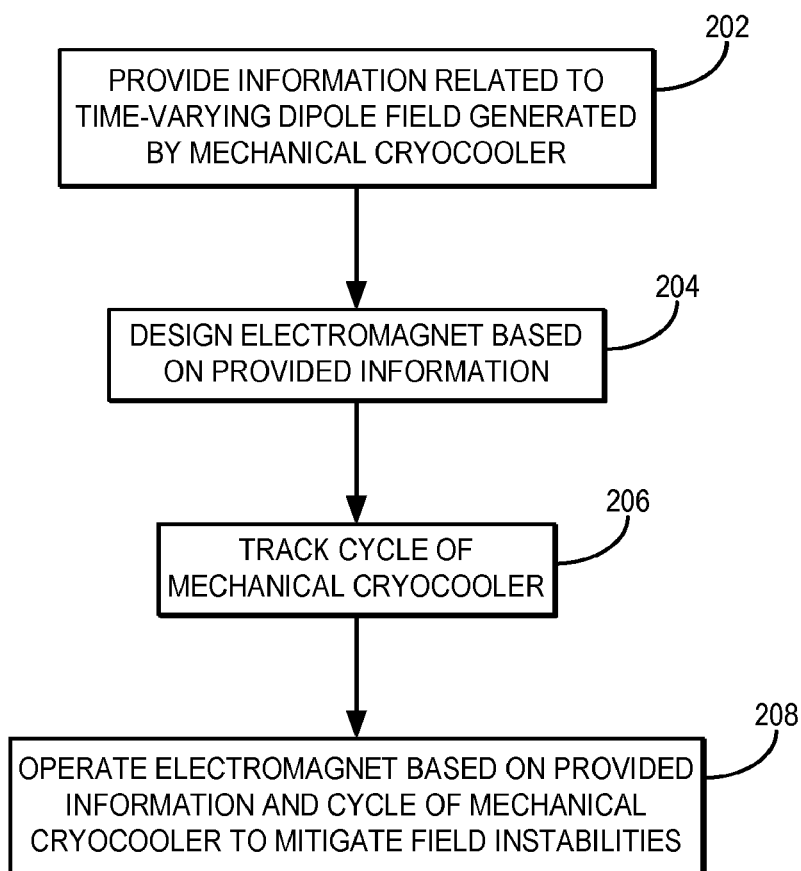 202
PROVIDE INFORMATION RELATED TO
TIME-VARYING DIPOLE FIELD GENERATED
BY MECHANICAL CRYOCOOLER
204
DESIGN ELECTROMAGNET BASED
ON PROVIDED INFORMATION
206
TRACK CYCLE OF
MECHANICAL CRYOCOOLER
208
OPERATE ELECTROMAGNET BASED ON PROVIDED
INFORMATION AND CYCLE OF MECHANICAL
CRYOCOOLER TO MITIGATE FIELD INSTABILITIES